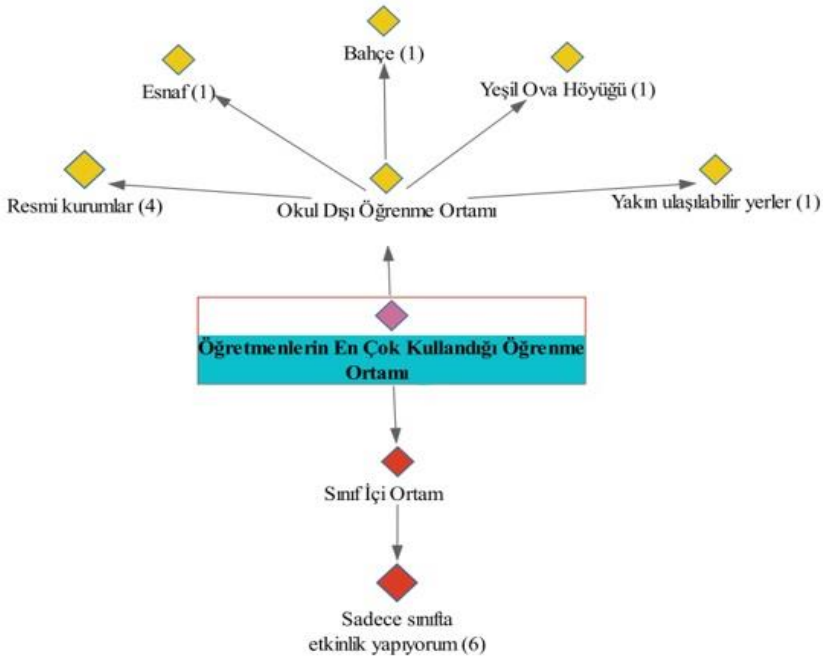 Bahçe (1)
Esnaf (1)
Yeşil Ova Höyüğü (1)
Resmi kurumlar (4)
Okul Dışı Öğrenme Ortamı
Yakın ulaşılabilir yerler (1)
Öğretmenlerin En Çok Kullandığı Öğrenme
Ortamı
Sınıf İçi Ortam
Sadece sınıfta
etkinlik yapıyorum (6)